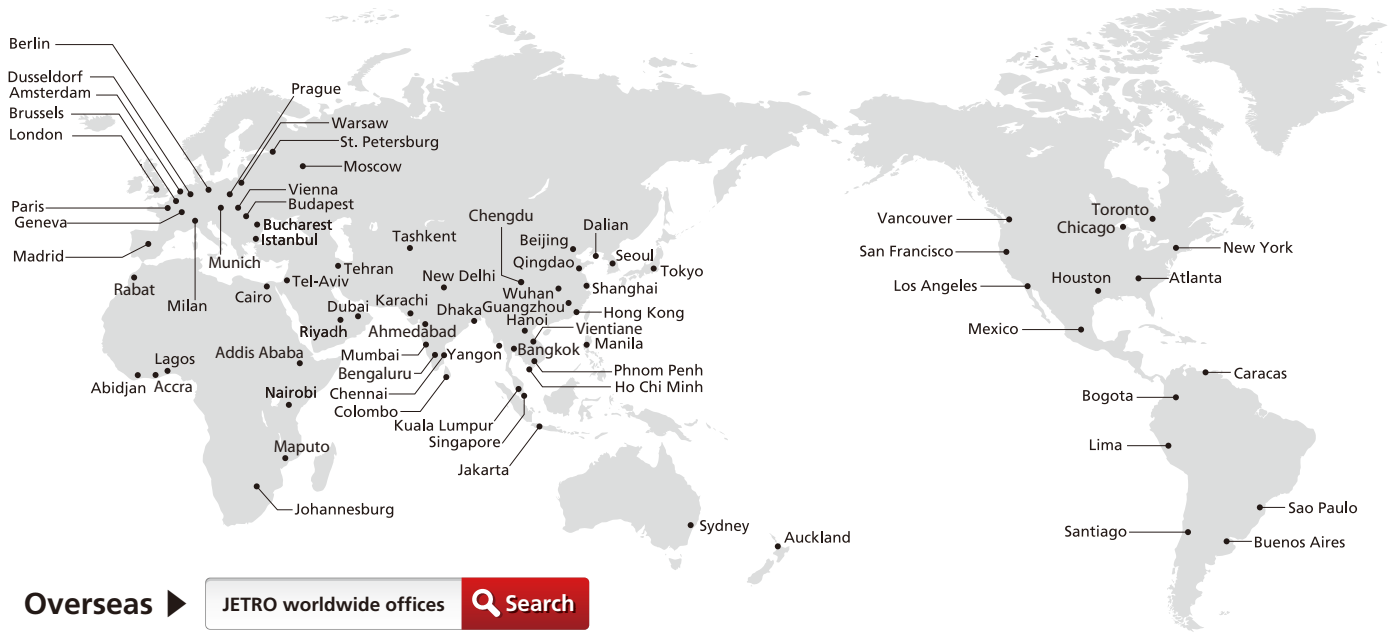 Berlin
Dusseldorf
Amsterdam
Brussels
London
Prague
Warsaw
St. Petersburg
Moscow
Paris
Geneva
Madrid
Vienna
Budapest
Bucharest
Istanbul
Munich
Milan
Rabat
Cairo
Tel-Aviv
Tehran
Tashkent
Chengdu
Dalian
Beijing
Qingdao
Seoul
Tokyo
New Delhi
Wuhan
Shanghai
Dubai
Karachi
Dhaka
Guangzhou
Hong Kong
Riyadh
Ahmedabad
Hanoi
Vientiane
Manila
Addis Ababa
Mumbai
Yangon
Bangkok
Lagos
Bengaluru
Phnom Penh
Abidjan
Accra
Nairobi
Chennai
Ho Chi Minh
Colombo
Kuala Lumpur
Singapore
Maputo
Jakarta
Johannesburg
Sydney
Auckland
Vancouver
Toronto
Chicago
San Francisco
New York
Los Angeles
Houston
Atlanta
Mexico
Caracas
Bogota
Lima
Sao Paulo
Santiago
Buenos Aires
Overseas
JETRO worldwide offices
Search